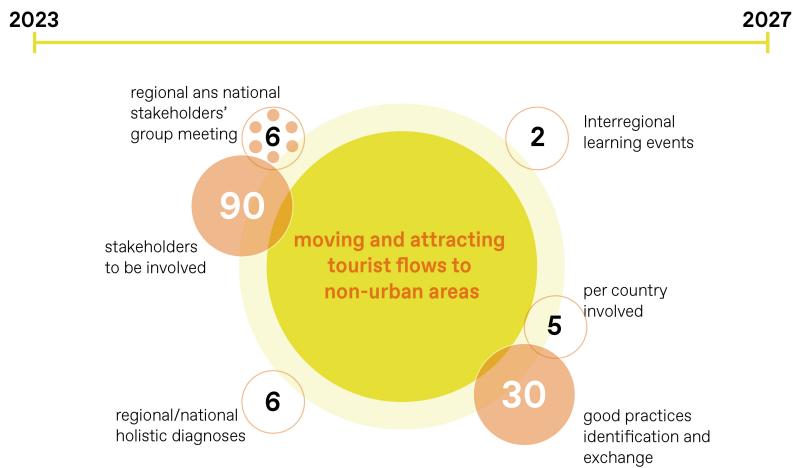 2023
2027
regional ans national
stakeholders'
group meeting
6
90
stakeholders
to be involved
2
Interregional
learning events
moving and attracting
tourist flows to
non-urban areas
per country
involved
5
30
good practices
identification and
exchange
6
regional/national
holistic diagnoses